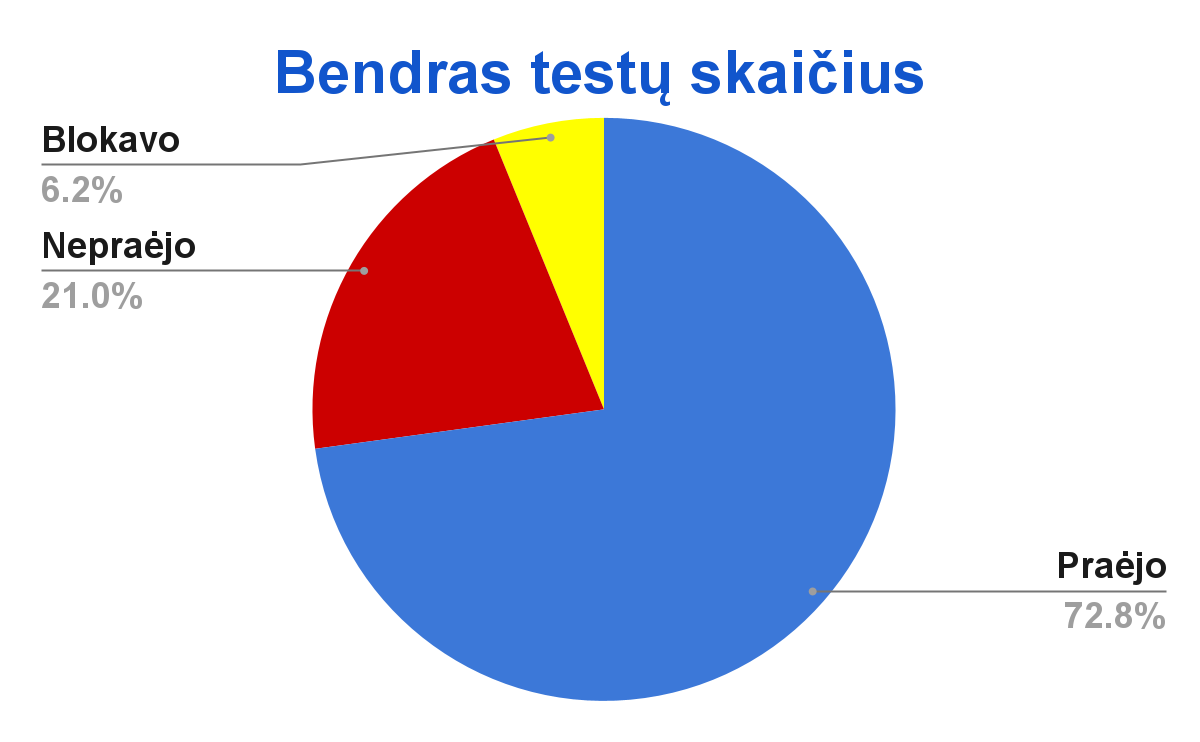 Bendras testų skaičius
Blokavo
6.2%
Nepraėjo
21.0%
Praėjo
72.8%